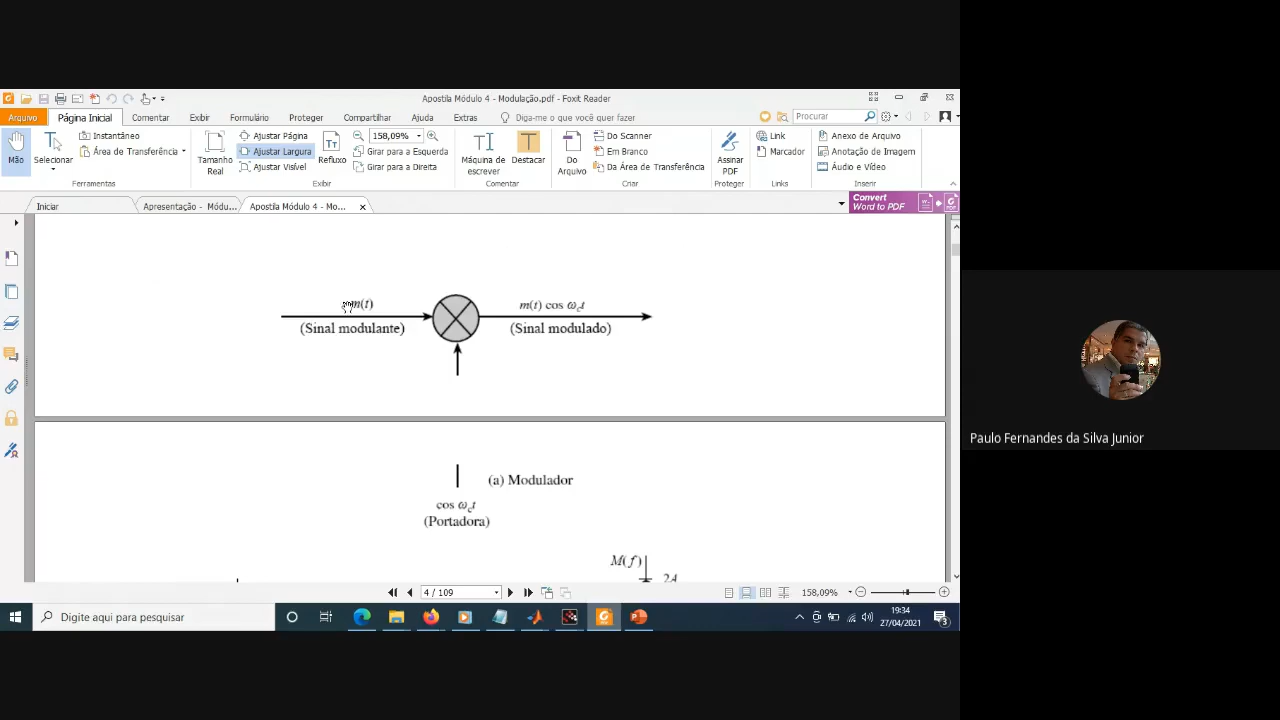 Apostila Módulo 4 - Modulação.pdf - Foxit Reader
Arquivo Página Inicial Comentar Exibir Formulário Proteger Compartilhar Ajuda Extras Diga-me o que você quer fazer Procurar
Mão
Selecionar
Instantâneo
Área de Transferência
Ferramentas
Tamanho Real
Ajustar Página
Ajustar Largura
Ajustar Visível
Refluxo
158,09%
Girar para a Esquerda
Girar para a Direita
Exibir
Máquina de escrever
Destacar
Comentar
Do Arquivo
Do Scanner
Em Branco
Da Área de Transferência
Criar
Assinar PDF
Proteger
Link
Marcador
Links
Anexo de Arquivo
Anotação de Imagem
Áudio e Vídeo
Inserir
Iniciar Apresentação - Módu... Apostila Módulo 4 - Mo...
Convert
Word to PDF
m(t) m(t) cos ω_c t
(Sinal modulante) (Sinal modulado)
(a) Modulador
cos ω_c t
(Portadora)
M(f)
2A
4 / 109 158,09%
Digite aqui para pesquisar
19:34
27/04/2021
3
Paulo Fernandes da Silva Junior